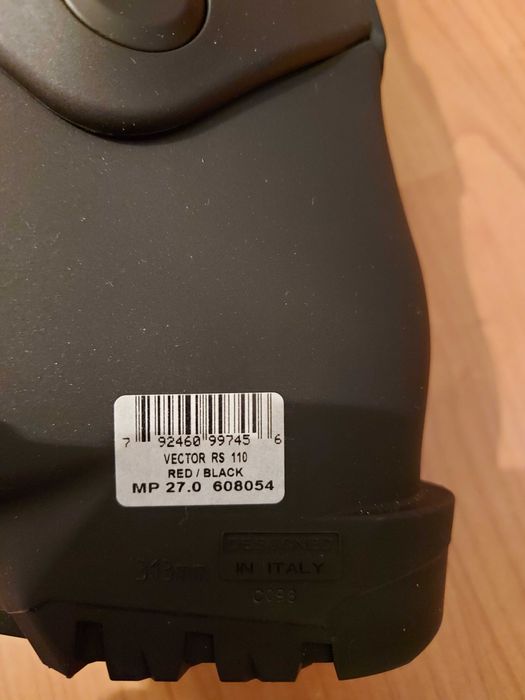 7 92460 99745 6
VECTOR RS 110
RED / BLACK
MP 27.0 608054
DESIGNED
IN ITALY
313mm